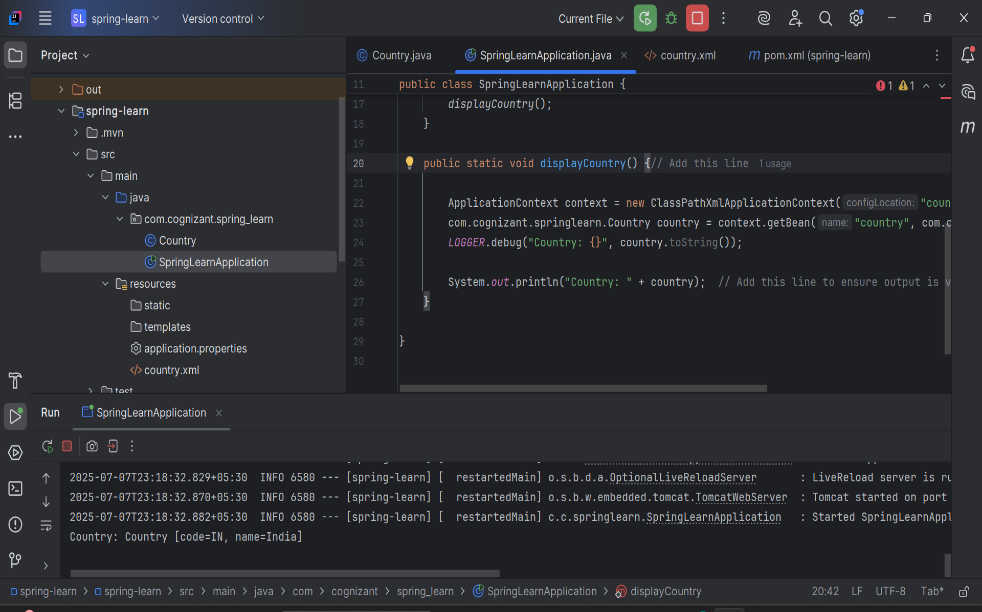 SL spring-learn Version control Current File
Project
Country.java SpringLearnApplication.java country.xml pom.xml (spring-learn)
out
spring-learn
.mvn
src
main
java
com.cognizant.spring_learn
Country
SpringLearnApplication
resources
static
templates
application.properties
country.xml
test
11 public class SpringLearnApplication { 1 1
17 displayCountry();
18 }
19
20 public static void displayCountry() {// Add this line 1 usage
21
22 ApplicationContext context = new ClassPathXmlApplicationContext( configLocation: "coun
23 com.cognizant.springlearn.Country country = context.getBean( name: "country", com.c
24 LOGGER.debug("Country: {}", country.toString());
25
26 System.out.println("Country: " + country); // Add this line to ensure output is v
27 }
28
29 }
30
Run SpringLearnApplication
2025-07-07T23:18:32.829+05:30 INFO 6580 --- [spring-learn] [ restartedMain] o.s.b.d.a.OptionalLiveReloadServer : LiveReload server is ru
2025-07-07T23:18:32.870+05:30 INFO 6580 --- [spring-learn] [ restartedMain] o.s.b.w.embedded.tomcat.TomcatWebServer : Tomcat started on port
2025-07-07T23:18:32.882+05:30 INFO 6580 --- [spring-learn] [ restartedMain] c.c.springlearn.SpringLearnApplication : Started SpringLearnAppl
Country: Country [code=IN, name=India]
spring-learn > spring-learn > src > main > java > com > cognizant > spring_learn > SpringLearnApplication > displayCountry 20:42 LF UTF-8 Tab*